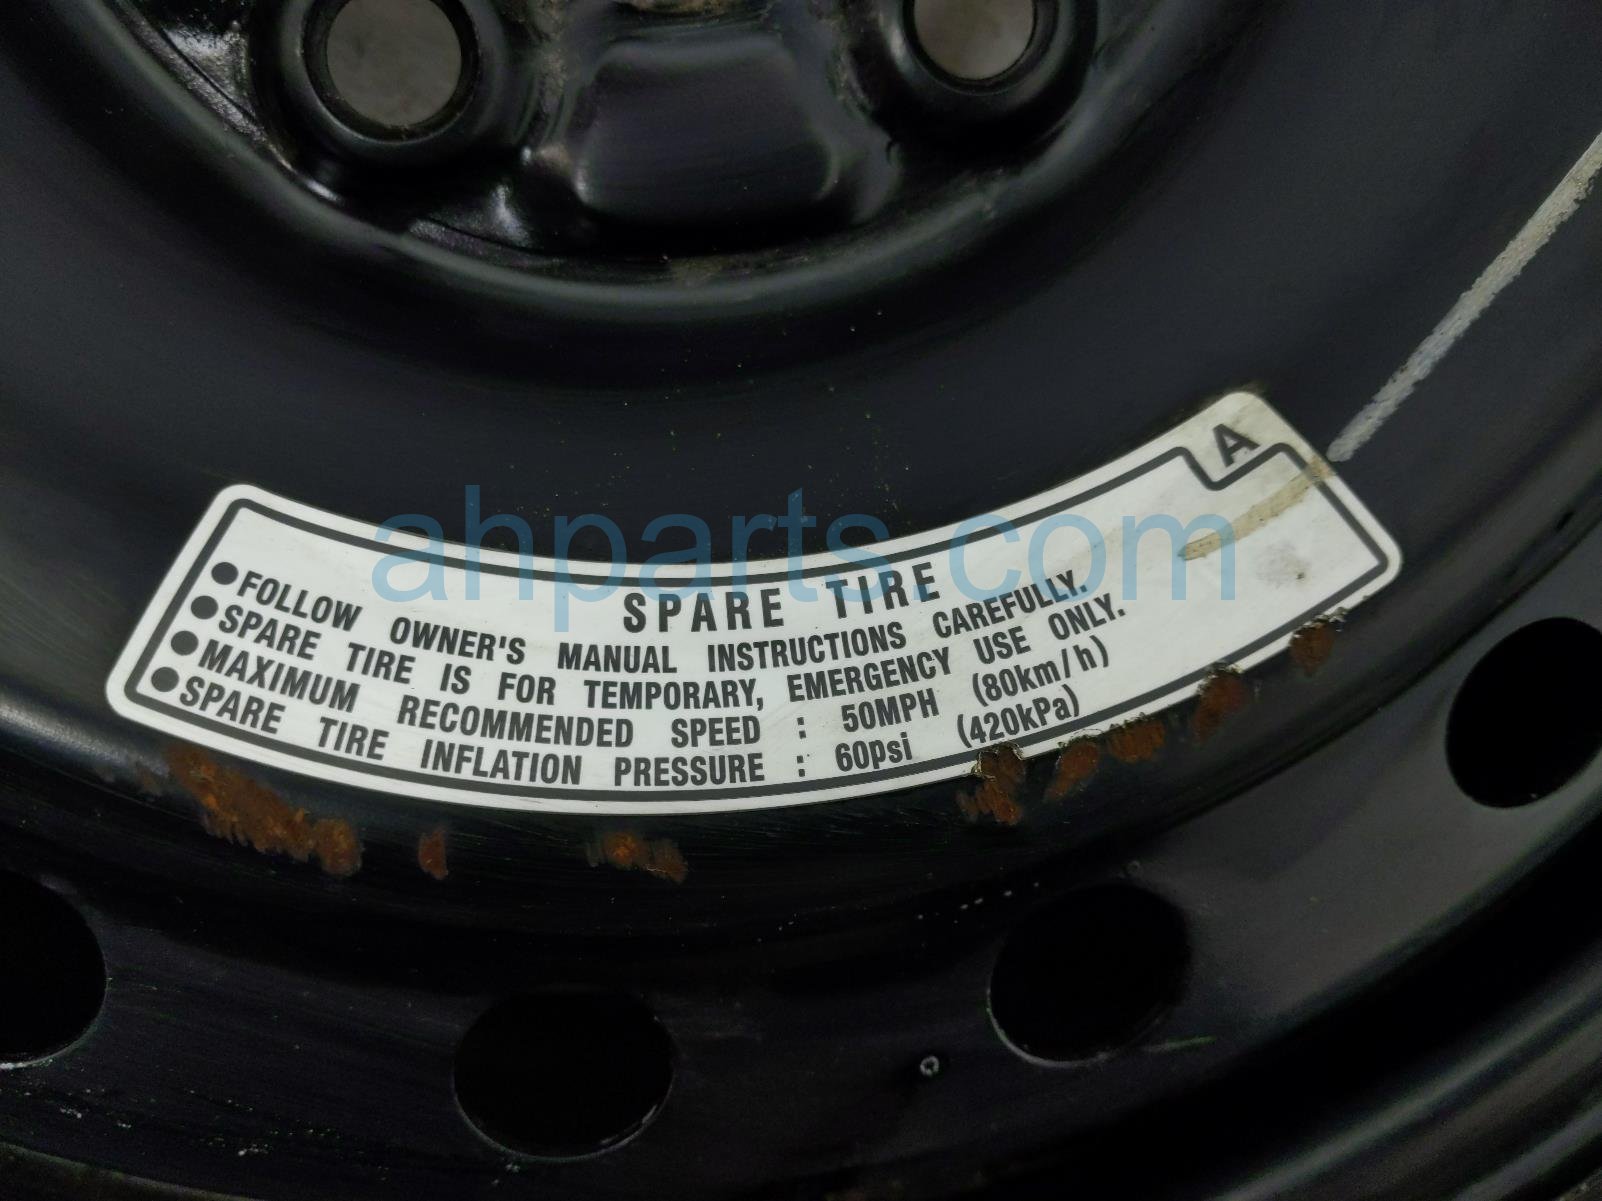 A
SPARE TIRE
●FOLLOW OWNER'S MANUAL INSTRUCTIONS CAREFULLY.
●SPARE TIRE IS FOR TEMPORARY, EMERGENCY USE ONLY.
●MAXIMUM RECOMMENDED SPEED : 50MPH (80km/h)
●SPARE TIRE INFLATION PRESSURE : 60psi (420kPa)
ahparts.com